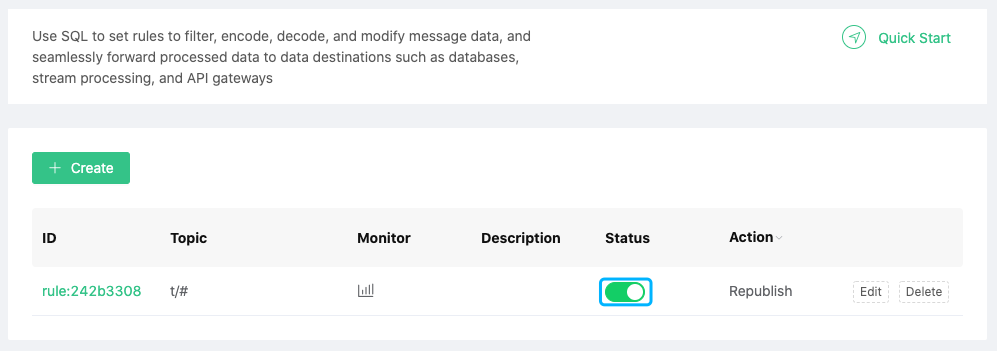 Use SQL to set rules to filter, encode, decode, and modify message data, and
seamlessly forward processed data to data destinations such as databases,
stream processing, and API gateways
Quick Start
Create
ID Topic Monitor Description Status Action
rule:242b3308 t/# Republish Edit Delete